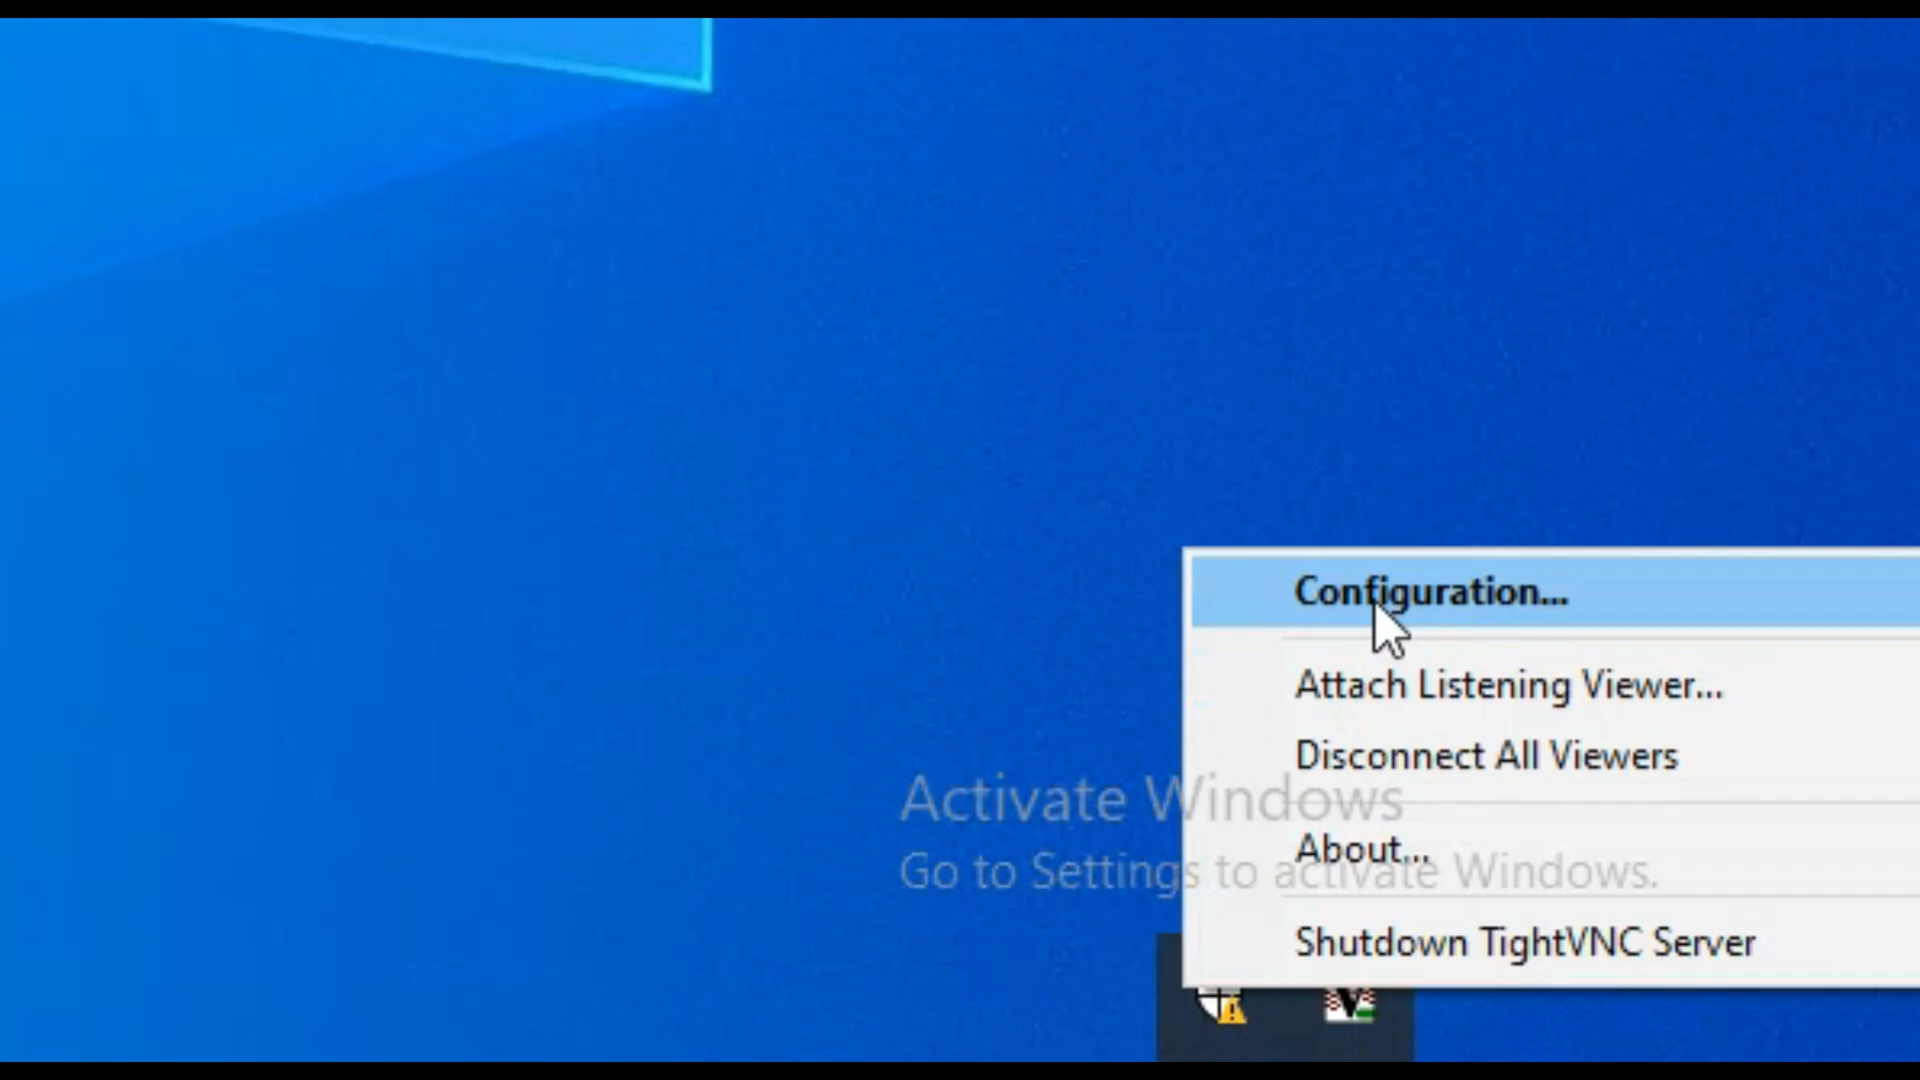 Configuration...
Attach Listening Viewer...
Disconnect All Viewers
Activate Windows
About...
Go to Settings to activate Windows.
Shutdown TightVNC Server